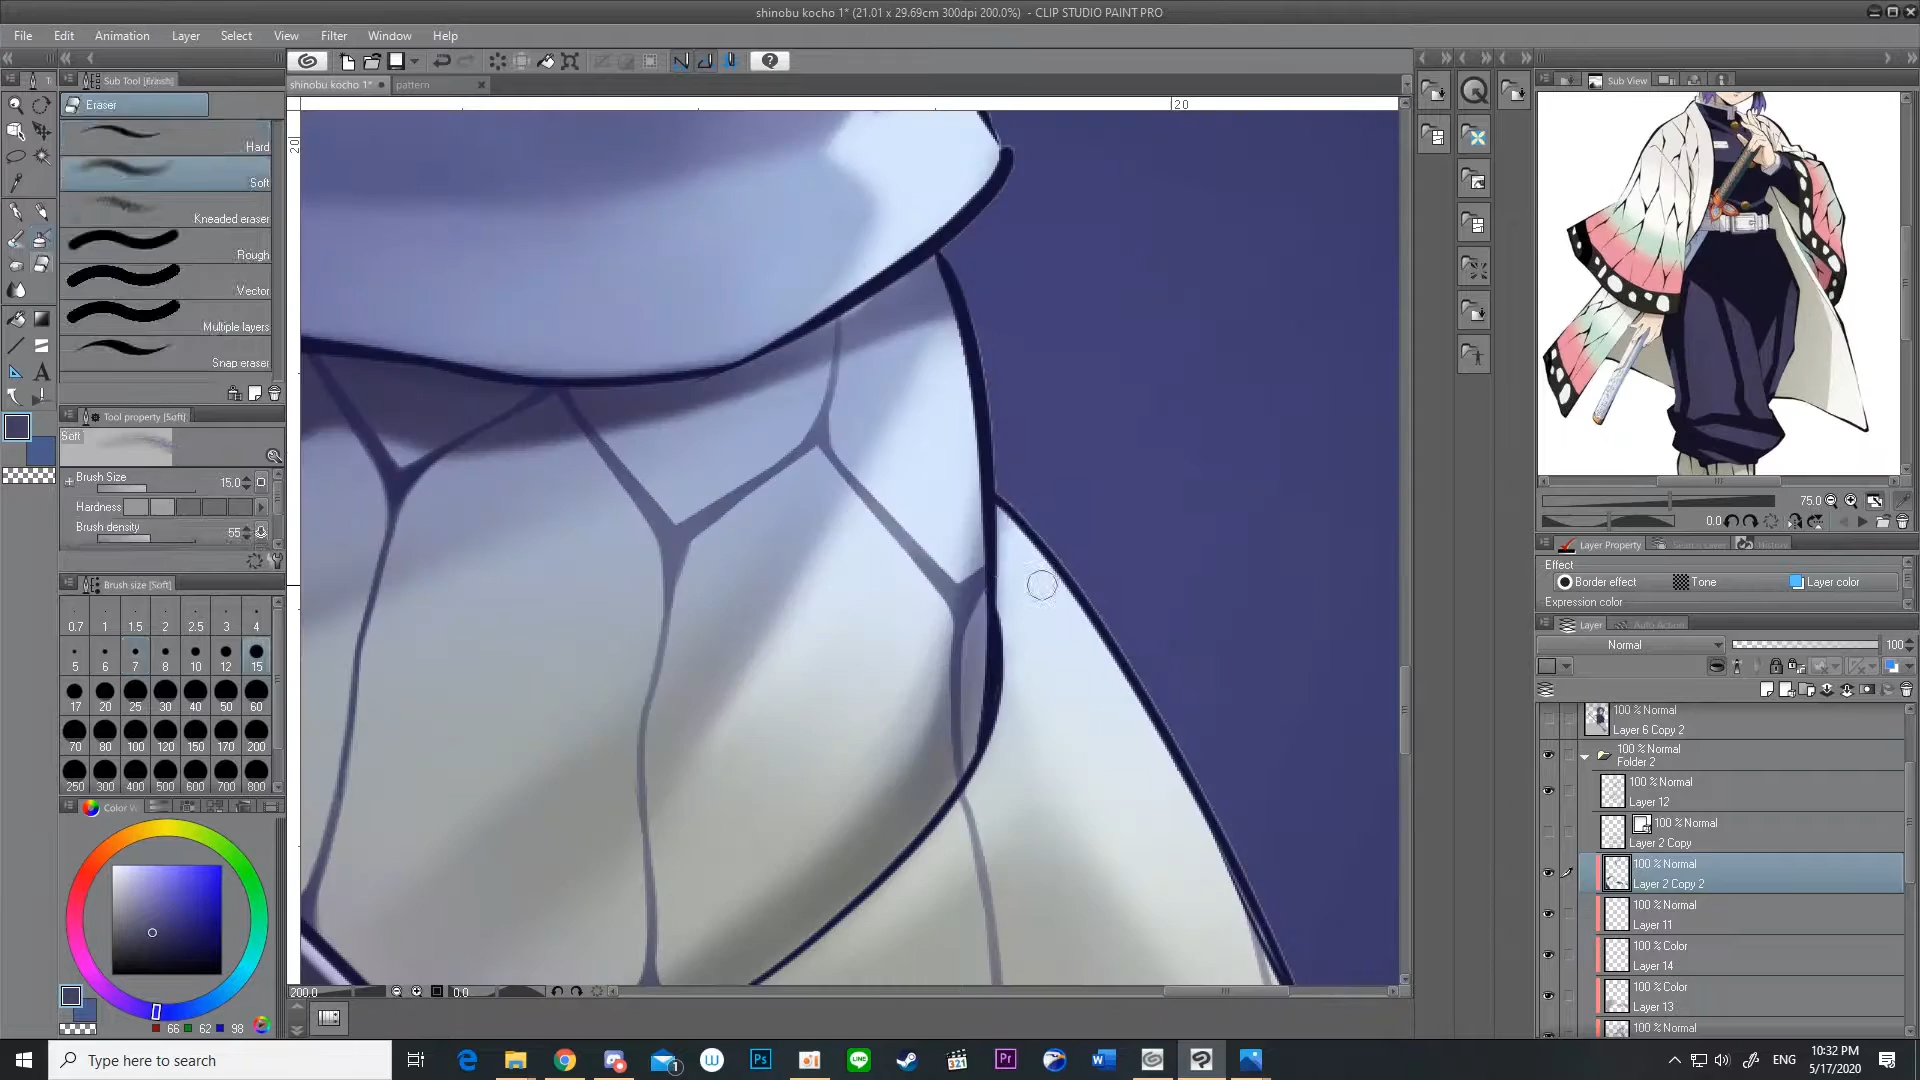 shinobu kocho 1* (21.01 x 29.69cm 300dpi 200.0%) - CLIP STUDIO PAINT PRO
File Edit Animation Layer Select View Filter Window Help
shinobu kocho 1* pattern
Sub Tool
Eraser
Hard
Soft
Kneaded eraser
Rough
Vector
Multiple layers
Snap eraser
Tool property [Soft]
Soft
Brush Size 15.0
Hardness
Brush density 55
Brush size [Soft]
0.7 1 1.5 2 2.5 3 4
5 6 7 8 10 12 15
17 20 25 30 40 50 60
70 80 100 120 150 170 200
250 300 400 500 600 700 800
Color
66 62 98
20
20
200.0 0.0
Sub View
75.0
0.0
Layer Property History
Effect
Border effect Tone Layer color
Expression color
Layer Auto Action
Normal 100
100 % Normal
Layer 6 Copy 2
100 % Normal
Folder 2
100 % Normal
Layer 12
100 % Normal
Layer 2 Copy
100 % Normal
Layer 2 Copy 2
100 % Normal
Layer 11
100 % Color
Layer 14
100 % Color
Layer 13
100 % Normal
Type here to search
1
321
ENG
10:32 PM
5/17/2020